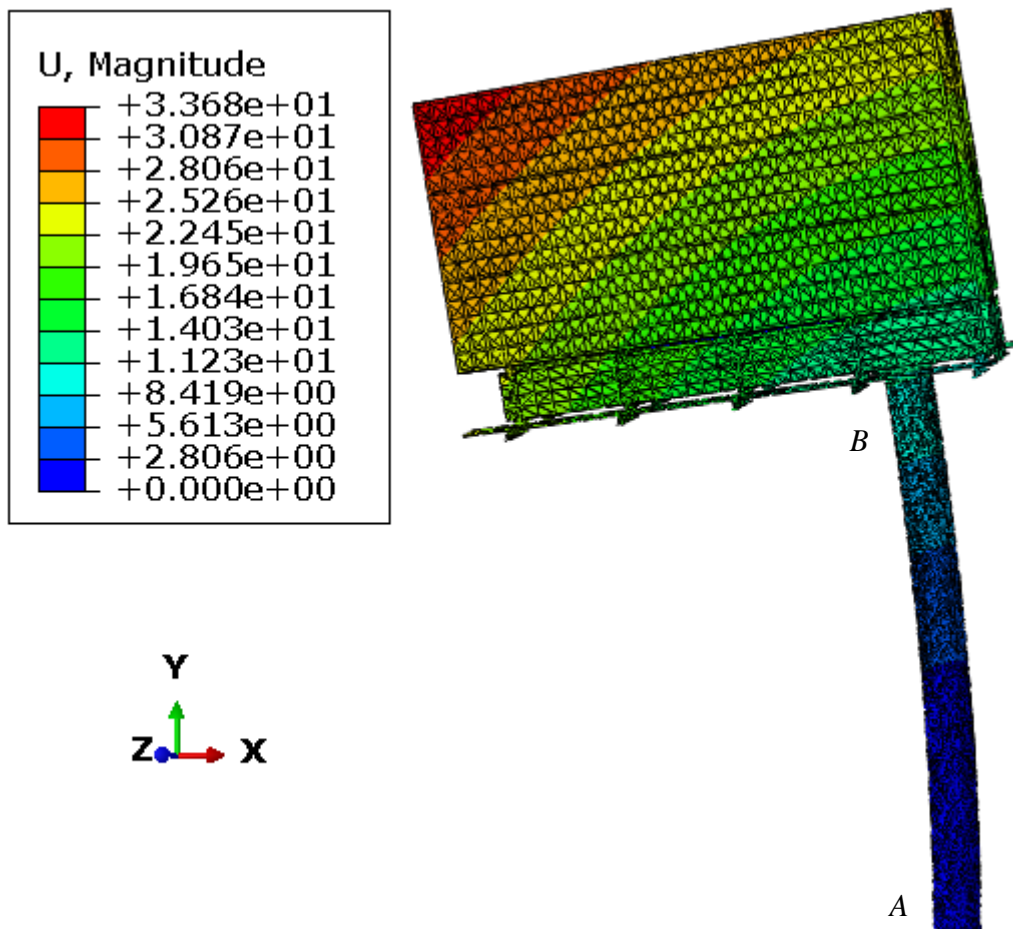 U, Magnitude
+3.368e+01
+3.087e+01
+2.806e+01
+2.526e+01
+2.245e+01
+1.965e+01
+1.684e+01
+1.403e+01
+1.123e+01
+8.419e+00
+5.613e+00
+2.806e+00
+0.000e+00
B
Y
Z X
A